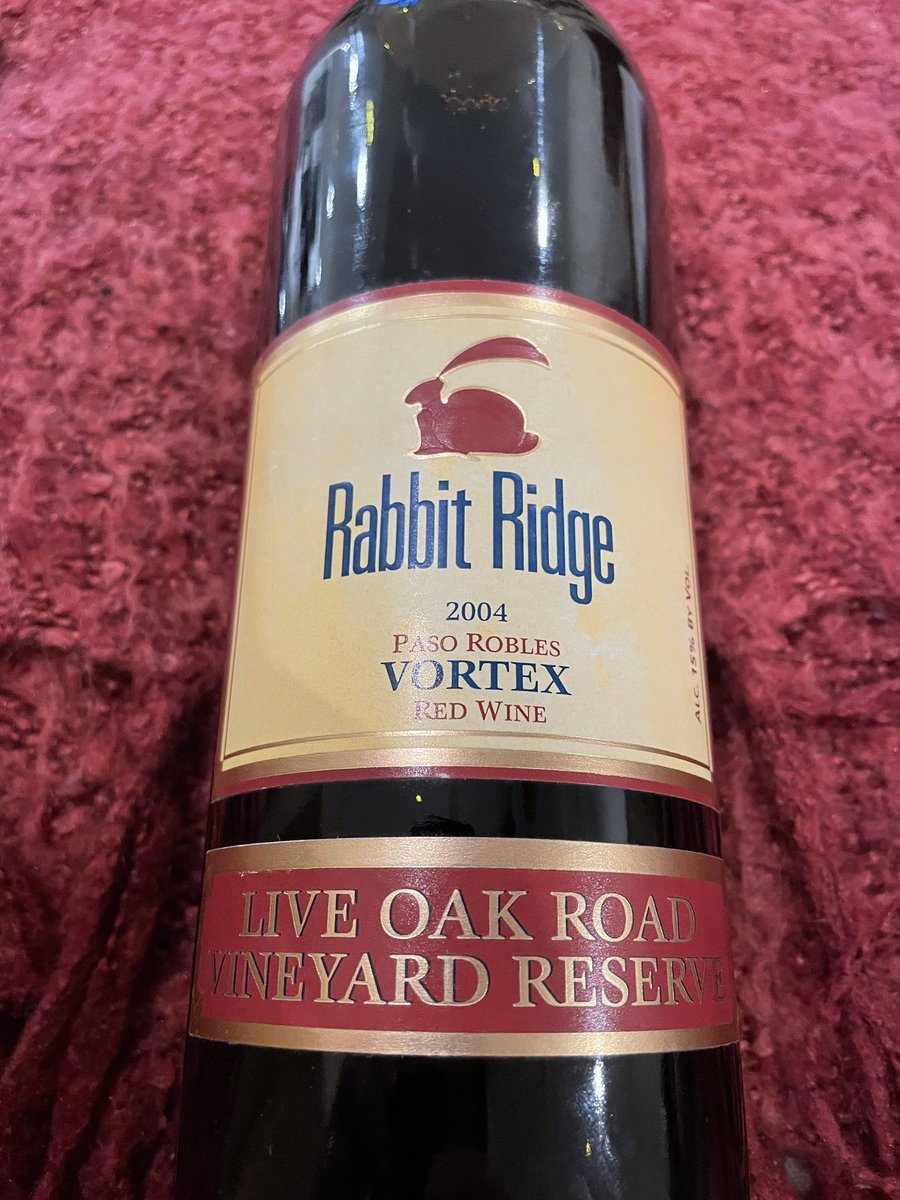 Rabbit Ridge
2004
PASO ROBLES
VORTEX
RED WINE
ALC. 15% BY VOL
LIVE OAK ROAD
VINEYARD RESERVE